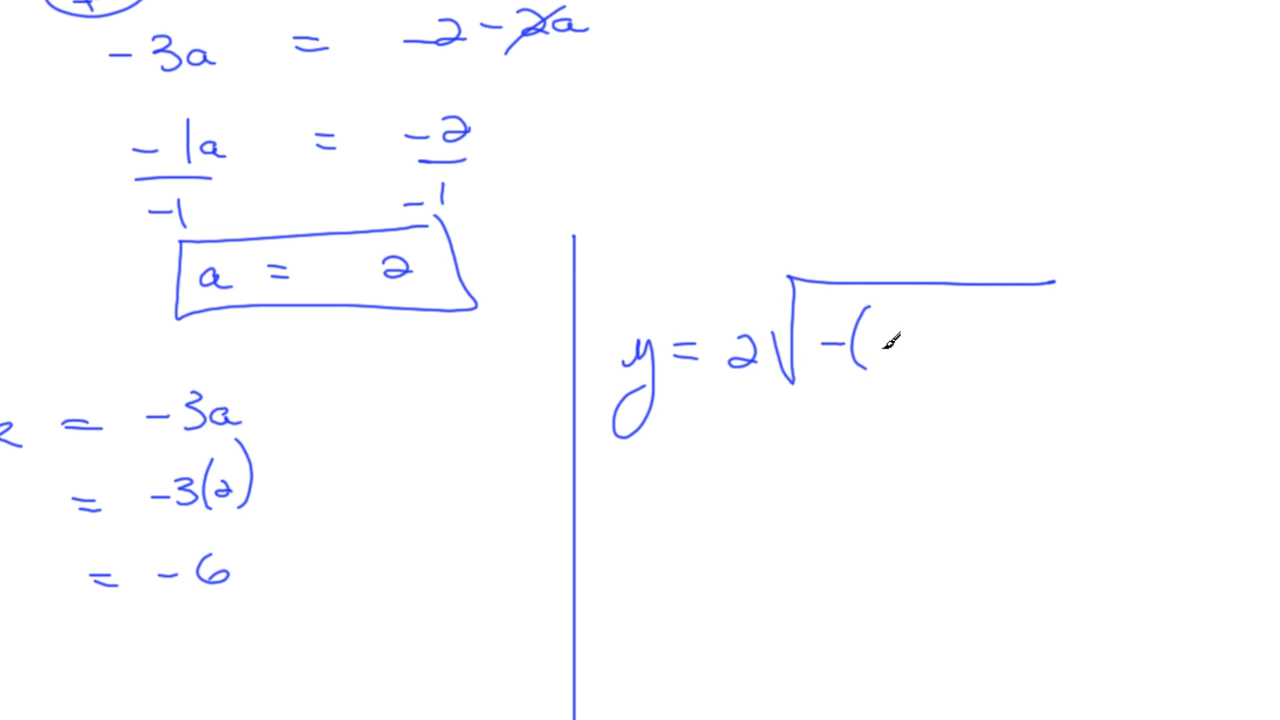 -3a = -2 - 2a
-1a = -2
-1 -1
a = 2
= -3a
= -3(2)
= -6
y = 2√-(